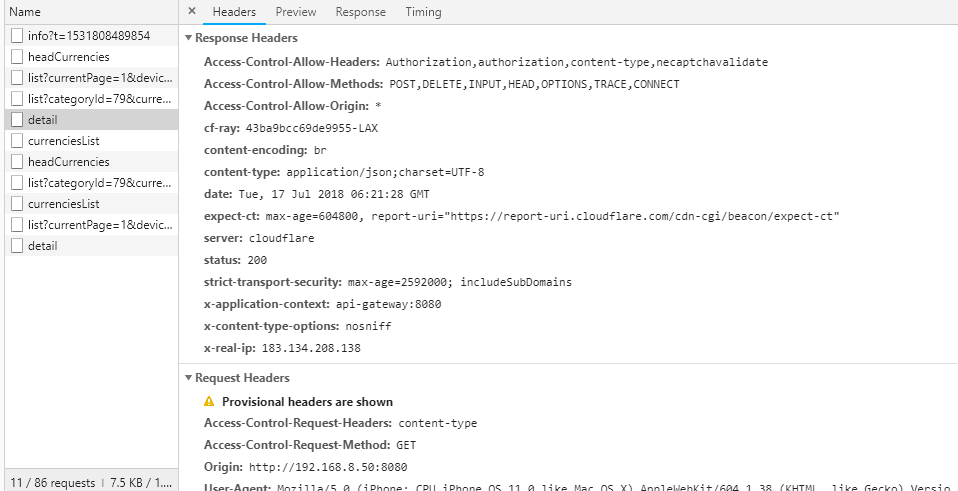 Name
× Headers Preview Response Timing
info?t=1531808489854
headCurrencies
list?currentPage=1&devic...
list?categoryId=79&curre...
detail
currenciesList
headCurrencies
list?categoryId=79&curre...
currenciesList
list?currentPage=1&devic...
detail
11 / 86 requests | 7.5 KB / 1....
Response Headers
Access-Control-Allow-Headers: Authorization,authorization,content-type,necaptchavalidate
Access-Control-Allow-Methods: POST,DELETE,INPUT,HEAD,OPTIONS,TRACE,CONNECT
Access-Control-Allow-Origin: *
cf-ray: 43ba9bcc69de9955-LAX
content-encoding: br
content-type: application/json;charset=UTF-8
date: Tue, 17 Jul 2018 06:21:28 GMT
expect-ct: max-age=604800, report-uri="https://report-uri.cloudflare.com/cdn-cgi/beacon/expect-ct"
server: cloudflare
status: 200
strict-transport-security: max-age=2592000; includeSubDomains
x-application-context: api-gateway:8080
x-content-type-options: nosniff
x-real-ip: 183.134.208.138
Request Headers
Provisional headers are shown
Access-Control-Request-Headers: content-type
Access-Control-Request-Method: GET
Origin: http://192.168.8.50:8080
User-Agent: Mozilla/5.0 (iPhone; CPU iPhone OS 11_0 like Mac OS X) AppleWebKit/604.1.38 (KHTML, like Gecko) Versio